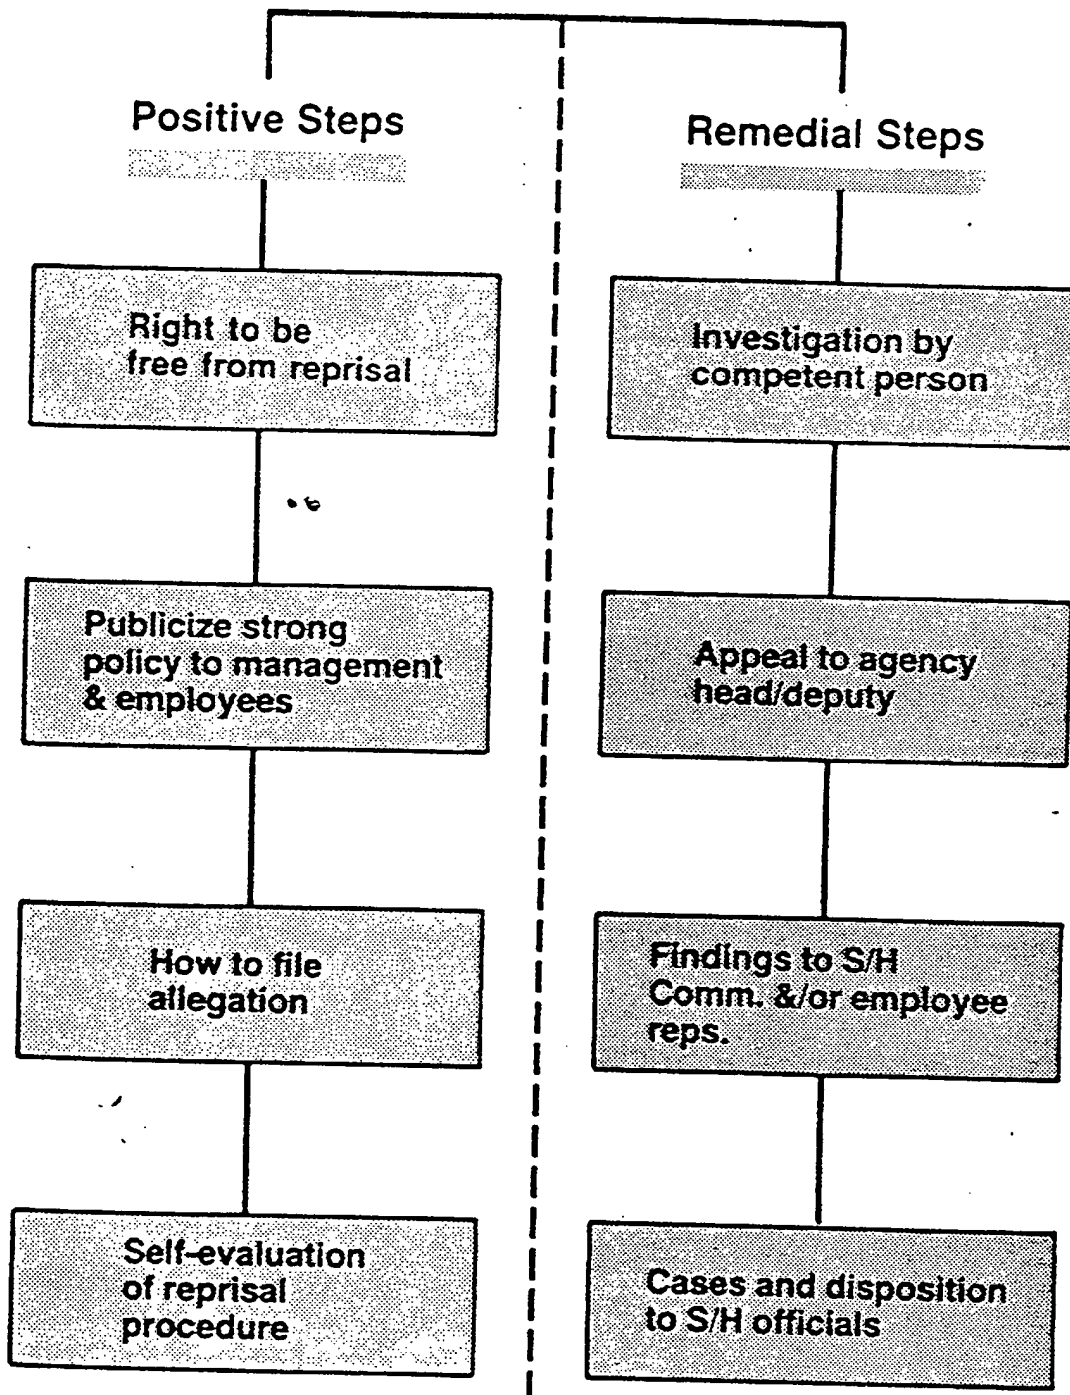 Positive Steps
Right to be
free from reprisal
Publicize strong
policy to management
& employees
How to file
allegation
Self-evaluation
of reprisal
procedure
Remedial Steps
Investigation by
competent person
Appeal to agency
head/deputy
Findings to S/H
Comm. &/or employee
reps.
Cases and disposition
to S/H officials